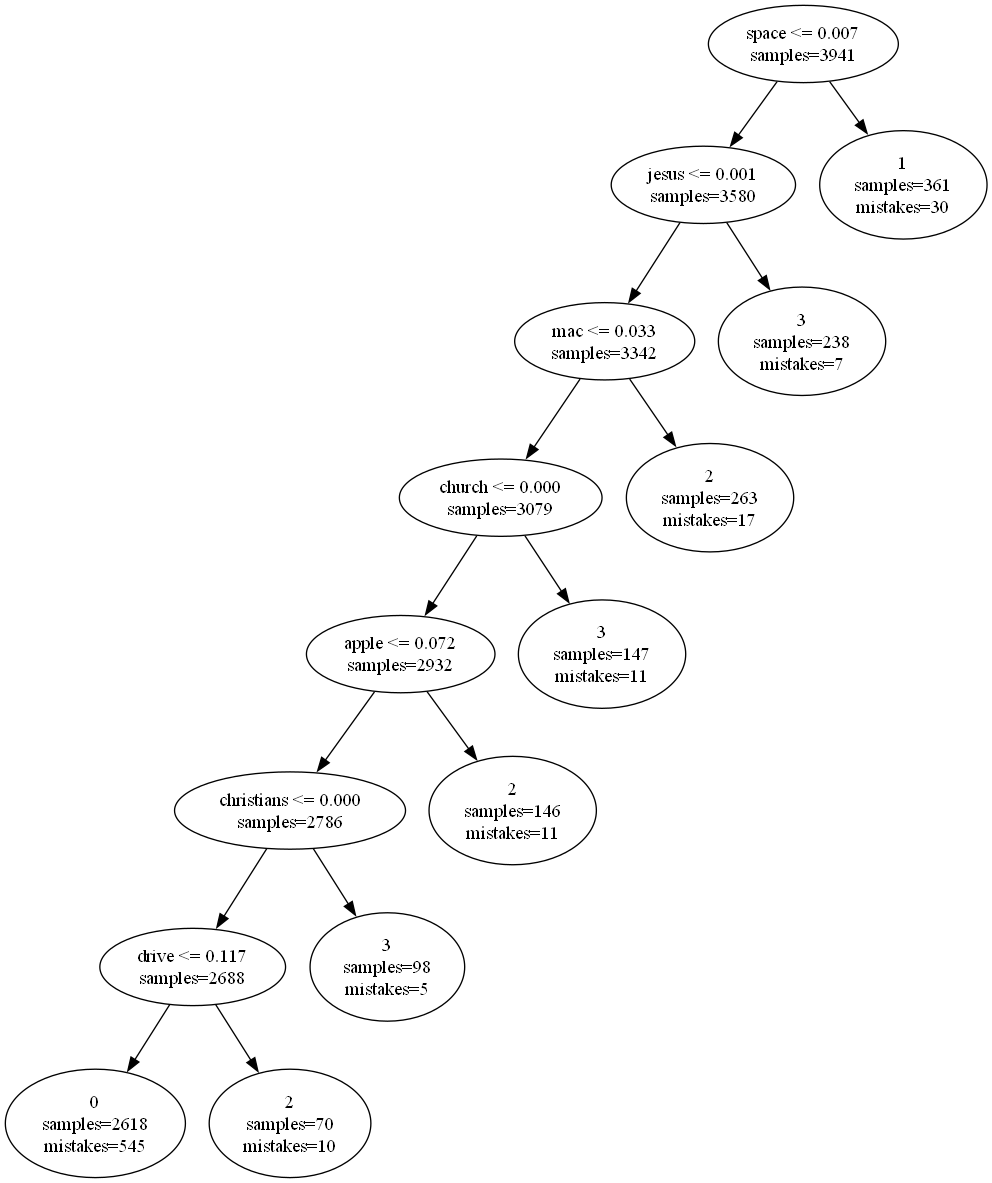 space <= 0.007
samples=3941
1
samples=361
mistakes=30
jesus <= 0.001
samples=3580
3
samples=238
mistakes=7
mac <= 0.033
samples=3342
2
samples=263
mistakes=17
church <= 0.000
samples=3079
3
samples=147
mistakes=11
apple <= 0.072
samples=2932
2
samples=146
mistakes=11
christians <= 0.000
samples=2786
3
samples=98
mistakes=5
drive <= 0.117
samples=2688
0
samples=2618
mistakes=545
2
samples=70
mistakes=10